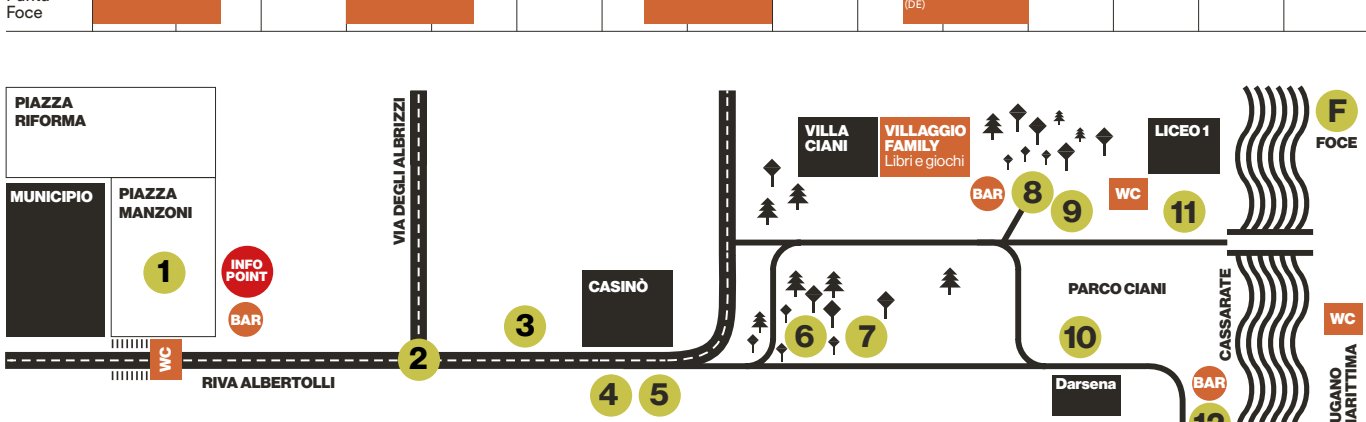 Foce
(DE)
PIAZZA
RIFORMA
MUNICIPIO
PIAZZA
MANZONI
1
INFO
POINT
BAR
WC
RIVA ALBERTOLLI
VIA DEGLI ALBRIZZI
2
3
CASINÒ
4
5
VILLA
CIANI
VILLAGGIO
FAMILY
Libri e giochi
BAR
8
9
WC
LICEO 1
11
F
FOCE
6
7
PARCO CIANI
10
Darsena
CASSARATE
BAR
12
WC